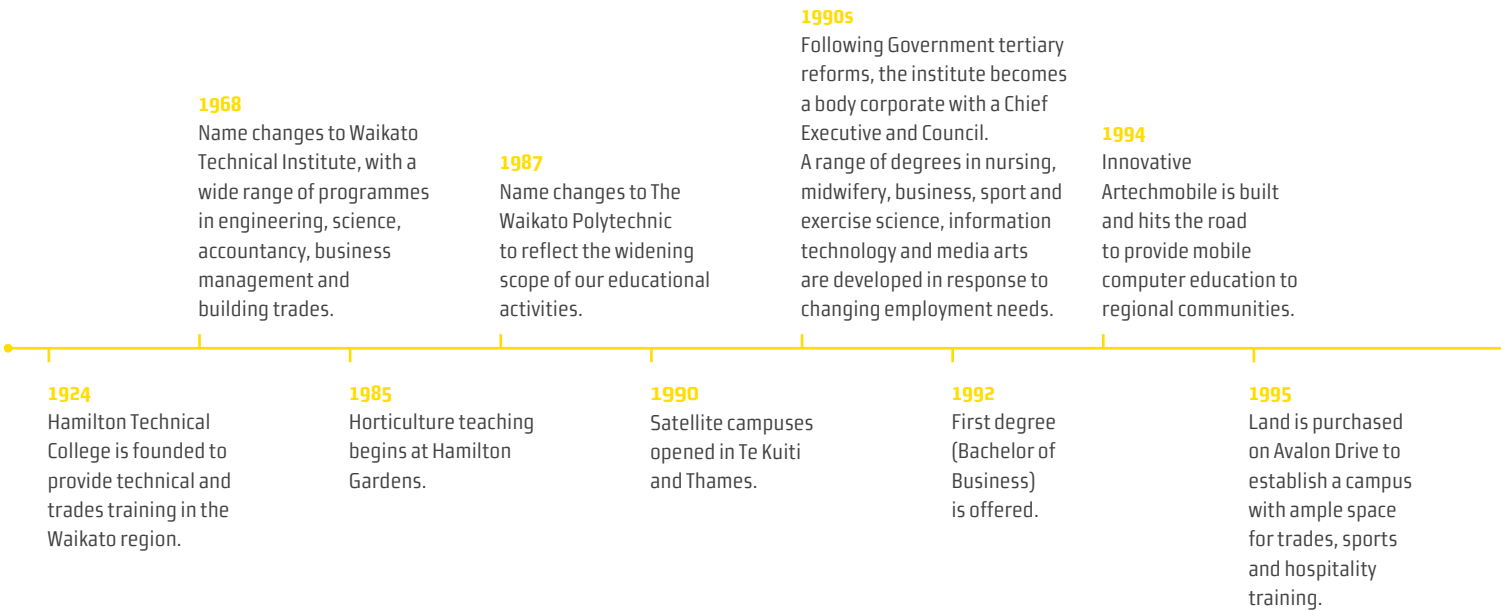 1924
Hamilton Technical
College is founded to
provide technical and
trades training in the
Waikato region.
1968
Name changes to Waikato
Technical Institute, with a
wide range of programmes
in engineering, science,
accountancy, business
management and
building trades.
1985
Horticulture teaching
begins at Hamilton
Gardens.
1987
Name changes to The
Waikato Polytechnic
to reflect the widening
scope of our educational
activities.
1990
Satellite campuses
opened in Te Kuiti
and Thames.
1990s
Following Government tertiary
reforms, the institute becomes
a body corporate with a Chief
Executive and Council.
A range of degrees in nursing,
midwifery, business, sport and
exercise science, information
technology and media arts
are developed in response to
changing employment needs.
1992
First degree
(Bachelor of
Business)
is offered.
1994
Innovative
Artechmobile is built
and hits the road
to provide mobile
computer education to
regional communities.
1995
Land is purchased
on Avalon Drive to
establish a campus
with ample space
for trades, sports
and hospitality
training.